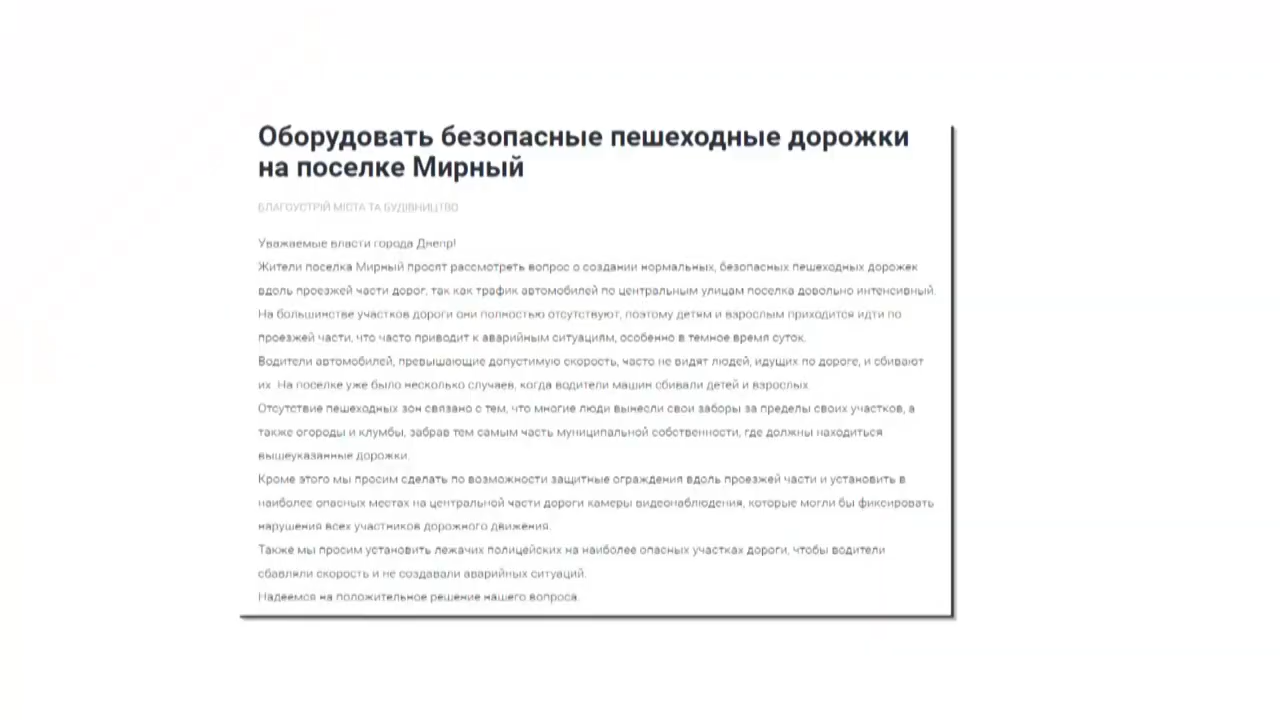 Оборудовать безопасные пешеходные дорожки
на поселке Мирный
БЛАГОУСТРІЙ МІСТА ТА БУДІВНИЦТВО
Уважаемые власти города Днепр!
Жители поселка Мирный просят рассмотреть вопрос о создании нормальных, безопасных пешеходных дорожек
вдоль проезжей части дорог, так как трафик автомобилей по центральным улицам поселка довольно интенсивный.
На большинстве участков дороги они полностью отсутствуют, поэтому детям и взрослым приходится идти по
проезжей части, что часто приводит к аварийным ситуациям, особенно в темное время суток.
Водители автомобилей, превышающие допустимую скорость, часто не видят людей, идущих по дороге, и сбивают
их. На поселке уже было несколько случаев, когда водители машин сбивали детей и взрослых.
Отсутствие пешеходных зон связано с тем, что многие люди вынесли свои заборы за пределы своих участков, а
также огороды и клумбы, забрав тем самым часть муниципальной собственности, где должны находиться
вышеуказанные дорожки.
Кроме этого мы просим сделать по возможности защитные ограждения вдоль проезжей части и установить в
наиболее опасных местах на центральной части дороги камеры видеонаблюдения, которые могли бы фиксировать
нарушения всех участников дорожного движения.
Также мы просим установить лежачих полицейских на наиболее опасных участках дороги, чтобы водители
сбавляли скорость и не создавали аварийных ситуаций.
Надеемся на положительное решение нашего вопроса.